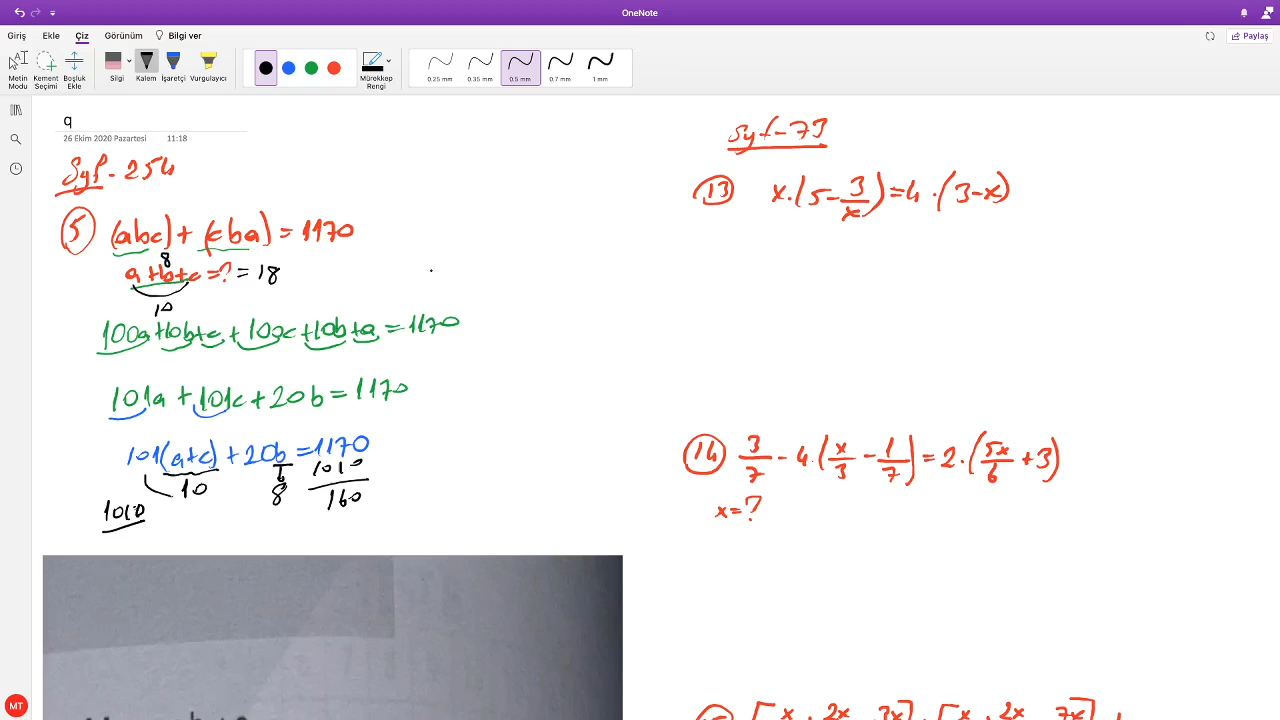 OneNote
Giriş Ekle Çiz Görünüm Bilgi ver
Paylaş
Metin Modu
Kement Seçimi
Boşluk Ekle
Silgi
Kalem
İşaretçi
Vurgulayıcı
Mürekkep Rengi
0.25 mm 0.35 mm 0.5 mm 0.7 mm 1 mm
q
26 Ekim 2020 Pazartesi 11:18
Syf - 254
5 (abc) + (cba) = 1170
8
a+b+c = ? = 18
10
100a+10b+c + 100c+10b+a = 1170
101a + 101c + 20b = 1170
101(a+c) + 20b = 1170
10 8 1010
160
1010
Syf - 73
13 x.(5 - 3/x) = 4.(3-x)
14 3/7 - 4.(x/3 - 1/7) = 2.(5x/6 + 3)
x = ?
MT